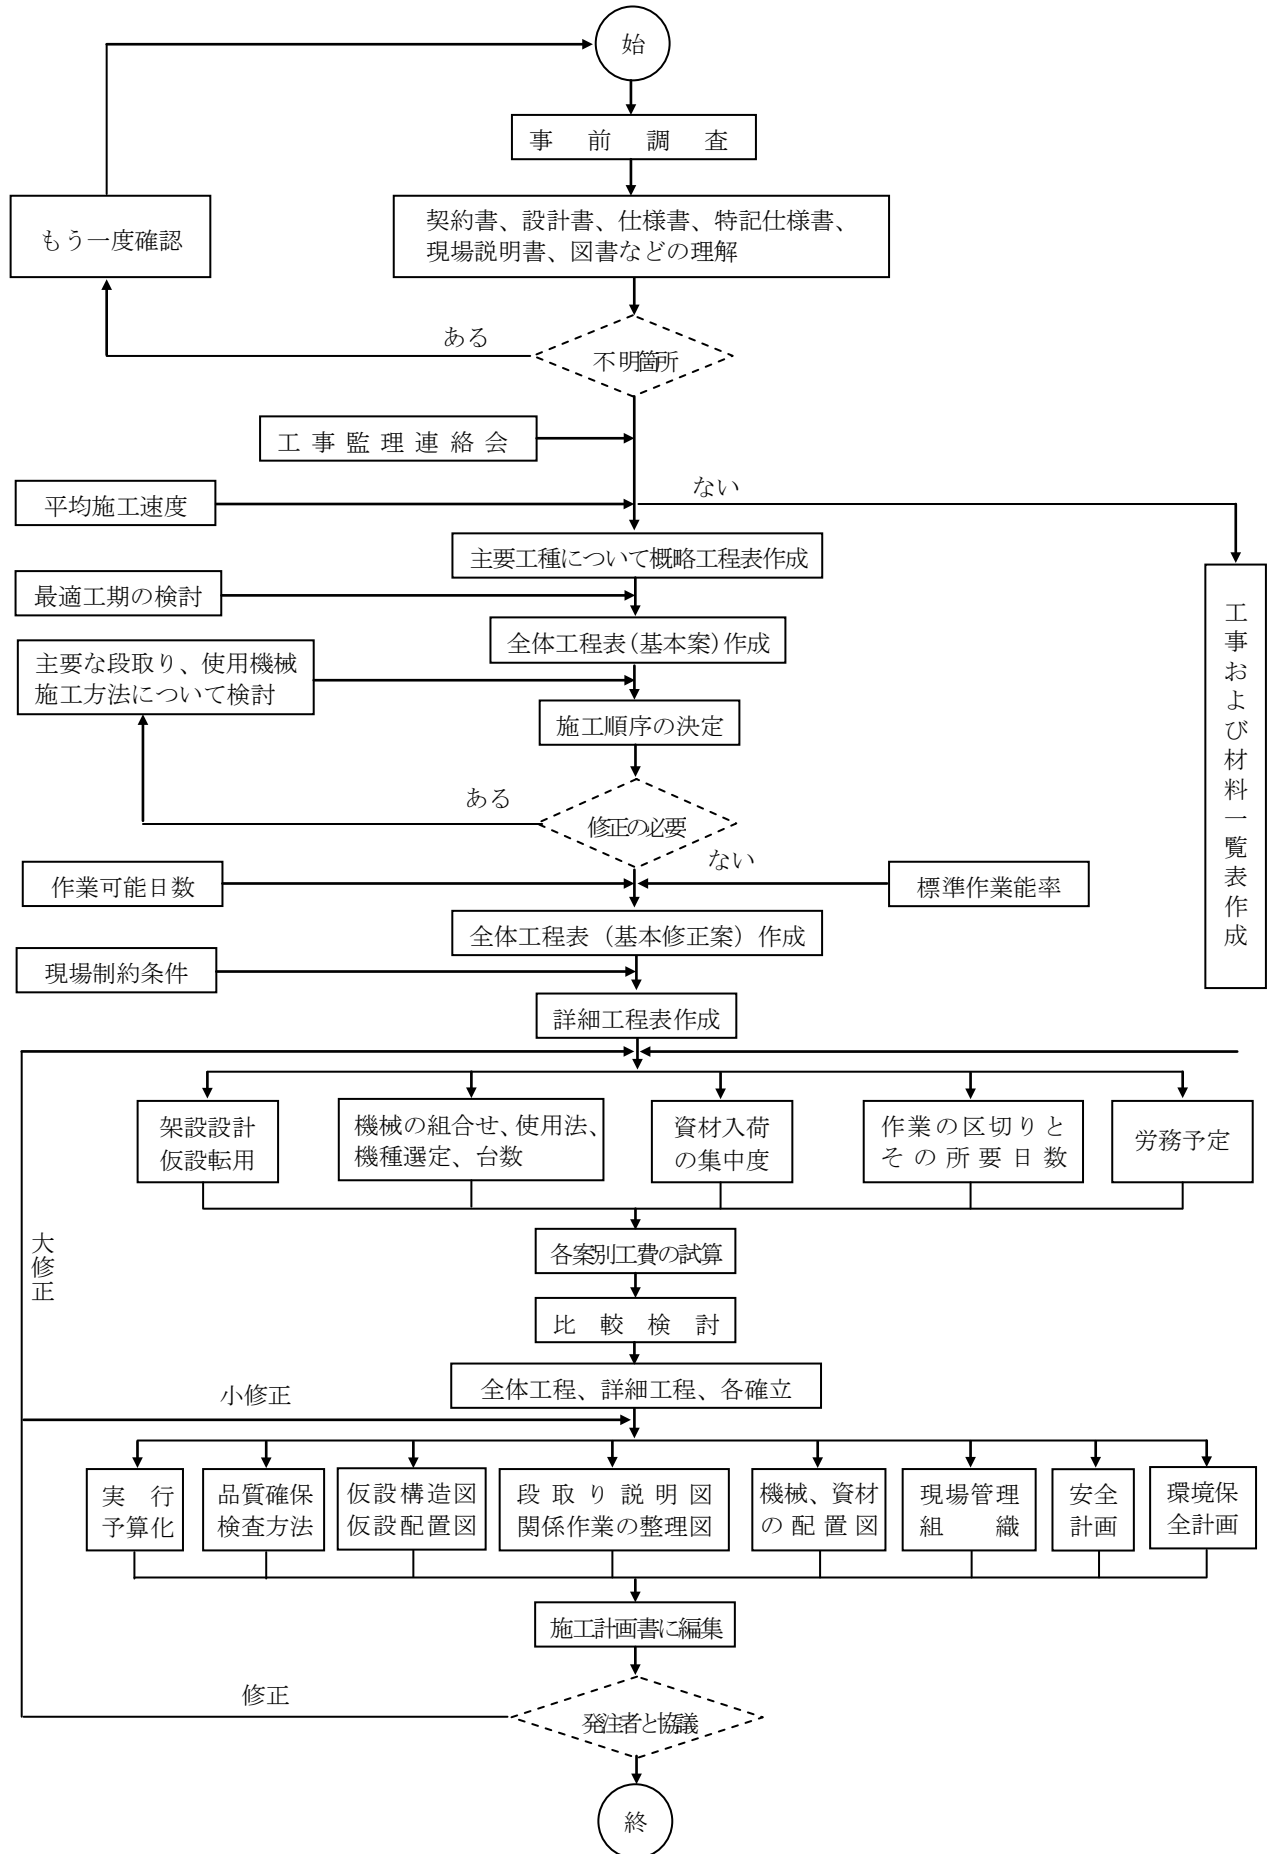 始
事前調査
もう一度確認
契約書、設計書、仕様書、特記仕様書、
現場説明書、図書などの理解
ある
不明箇所
工事監理連絡会
平均施工速度
ない
主要工種について概略工程表作成
最適工期の検討
工事および材料一覧表作成
全体工程表(基本案)作成
主要な段取り、使用機械
施工方法について検討
施工順序の決定
ある
修正の必要
ない
作業可能日数
標準作業能率
全体工程表（基本修正案）作成
現場制約条件
詳細工程表作成
架設設計
仮設転用
機械の組合せ、使用法、
機種選定、台数
資材入荷
の集中度
作業の区切りと
その所要日数
労務予定
大修正
各案別工費の試算
比較検討
全体工程、詳細工程、各確立
小修正
実行
予算化
品質確保
検査方法
仮設構造図
仮設配置図
段取り説明図
関係作業の整理図
機械、資材
の配置図
現場管理
組織
安全
計画
環境保
全計画
施工計画書に編集
修正
発注者と協議
終